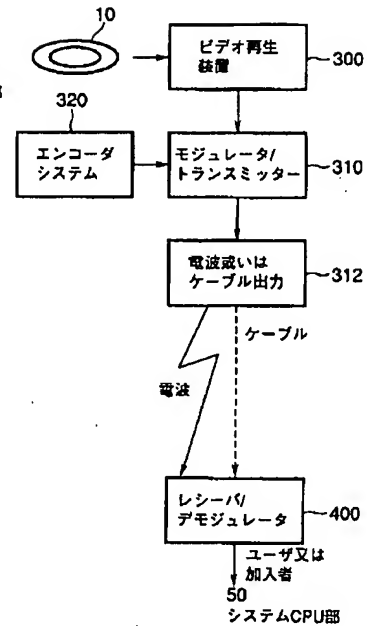 10
ビデオ再生
装置
300
320
エンコーダ
システム
モジュレータ/
トランスミッター
310
電波或いは
ケーブル出力
312
ケーブル
電波
レシーバ/
デモジュレータ
400
ユーザ又は
加入者
50
システムCPU部